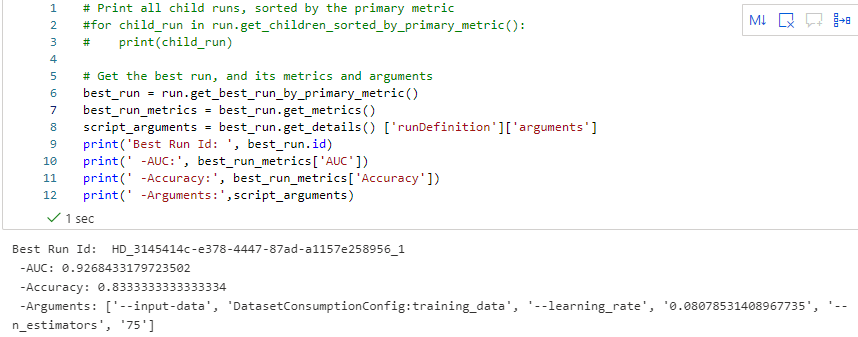 1 # Print all child runs, sorted by the primary metric
2 #for child_run in run.get_children_sorted_by_primary_metric():
3 #    print(child_run)
4
5 # Get the best run, and its metrics and arguments
6 best_run = run.get_best_run_by_primary_metric()
7 best_run_metrics = best_run.get_metrics()
8 script_arguments = best_run.get_details() ['runDefinition']['arguments']
9 print('Best Run Id: ', best_run.id)
10 print(' -AUC:', best_run_metrics['AUC'])
11 print(' -Accuracy:', best_run_metrics['Accuracy'])
12 print(' -Arguments:',script_arguments)
M↓
1 sec
Best Run Id:  HD_3145414c-e378-4447-87ad-a1157e258956_1
 -AUC: 0.9268433179723502
 -Accuracy: 0.8333333333333334
 -Arguments: ['--input-data', 'DatasetConsumptionConfig:training_data', '--learning_rate', '0.08078531408967735', '--
n_estimators', '75']